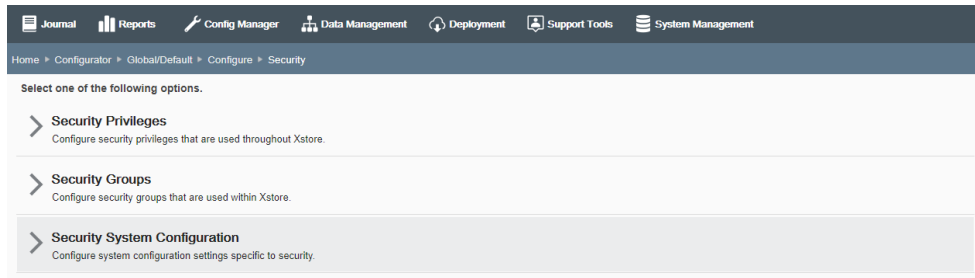 Journal Reports Config Manager Data Management Deployment Support Tools System Management
Home Configurator Global/Default Configure Security
Select one of the following options.
Security Privileges
Configure security privileges that are used throughout Xstore.
Security Groups
Configure security groups that are used within Xstore.
Security System Configuration
Configure system configuration settings specific to security.